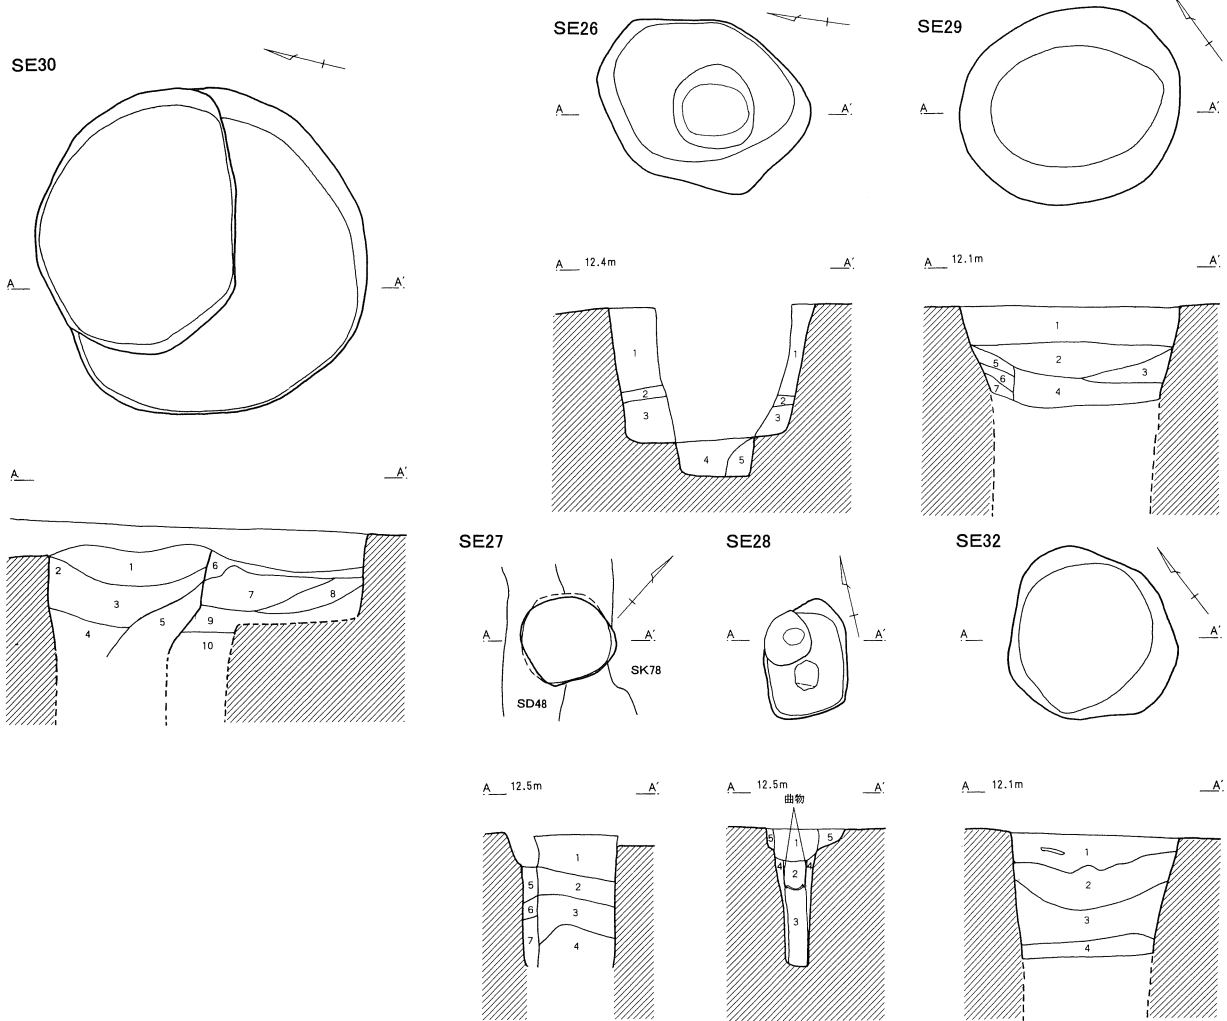 SE30
A A′
A A′
1
2
3
4
5
6
7
8
9
10
SE26
A A′
A 12.4m A′
1 1
2 2
3 3
4 5
SE29
A A′
A 12.1m A′
1
2
3
4
5
6
7
SE27
A A′
SK78
SD48
A 12.5m A′
1
2
3
4
5
6
7
SE28
A A′
A 12.5m A′
曲物
5 1 5
4 2 4
3
SE32
A A′
A 12.1m A′
1
2
3
4